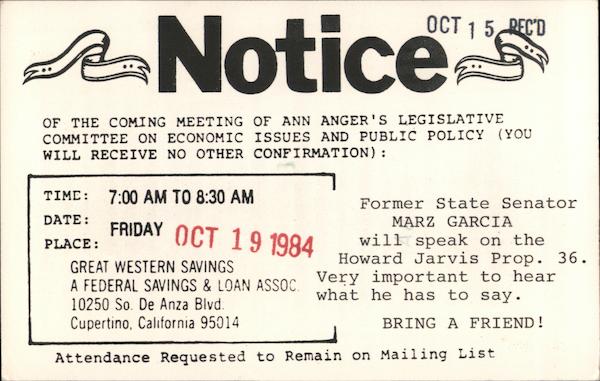 OCT 15 REC'D
Notice
OF THE COMING MEETING OF ANN ANGER'S LEGISLATIVE
COMMITTEE ON ECONOMIC ISSUES AND PUBLIC POLICY (YOU
WILL RECEIVE NO OTHER CONFIRMATION):
TIME: 7:00 AM TO 8:30 AM
DATE: FRIDAY OCT 19 1984
PLACE:
GREAT WESTERN SAVINGS
A FEDERAL SAVINGS & LOAN ASSOC.
10250 So. De Anza Blvd.
Cupertino, California 95014
Former State Senator
MARZ GARCIA
will speak on the
Howard Jarvis Prop. 36.
Very important to hear
what he has to say.
BRING A FRIEND!
Attendance Requested to Remain on Mailing List